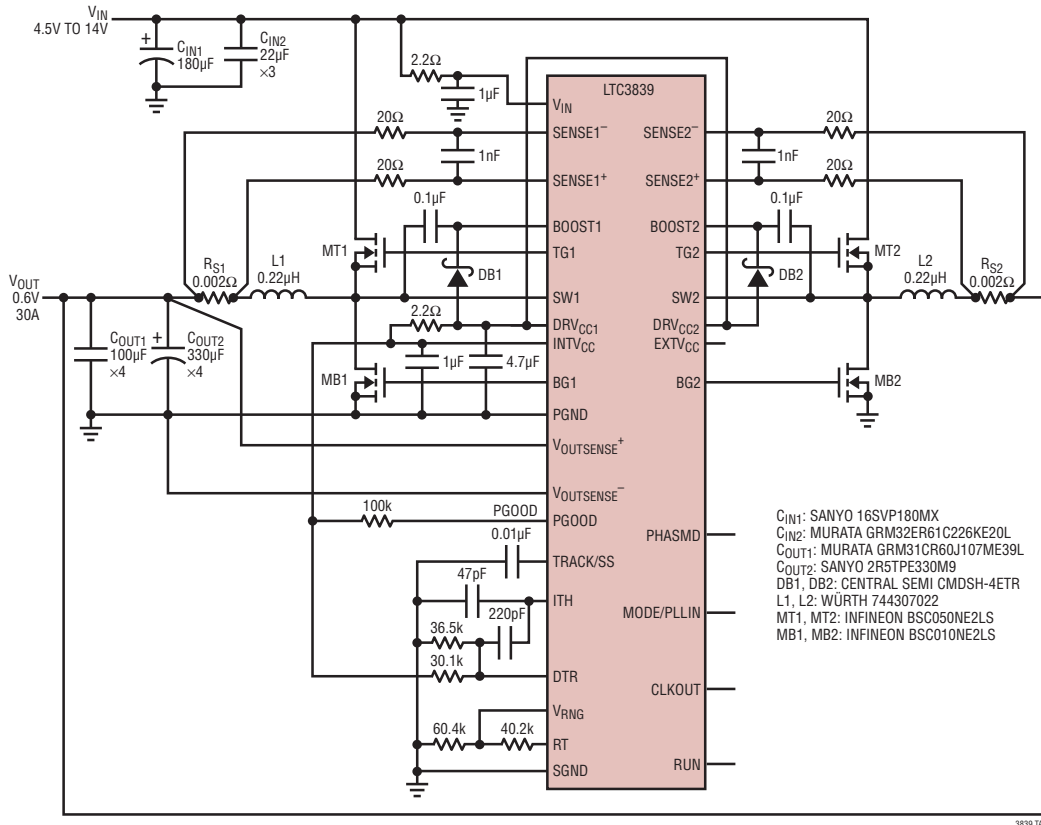 VIN
4.5V TO 14V
CIN1
180µF
CIN2
22µF
×3
2.2Ω
1µF
LTC3839
VIN
SENSE1–
SENSE2–
20Ω
20Ω
1nF
1nF
20Ω
20Ω
SENSE1+
SENSE2+
0.1µF
0.1µF
BOOST1
BOOST2
MT1
TG1
TG2
MT2
DB1
DB2
VOUT
0.6V
30A
RS1
0.002Ω
L1
0.22µH
SW1
SW2
L2
0.22µH
RS2
0.002Ω
2.2Ω
DRVCC1
DRVCC2
INTVCC
EXTVCC
COUT1
100µF
×4
COUT2
330µF
×4
1µF
4.7µF
MB1
BG1
BG2
MB2
PGND
VOUTSENSE+
VOUTSENSE–
100k
PGOOD
PGOOD
PHASMD
0.01µF
TRACK/SS
47pF
ITH
MODE/PLLIN
220pF
36.5k
30.1k
DTR
CLKOUT
VRNG
60.4k
40.2k
RT
SGND
RUN
CIN1: SANYO 16SVP180MX
CIN2: MURATA GRM32ER61C226KE20L
COUT1: MURATA GRM31CR60J107ME39L
COUT2: SANYO 2R5TPE330M9
DB1, DB2: CENTRAL SEMI CMDSH-4ETR
L1, L2: WÜRTH 744307022
MT1, MT2: INFINEON BSC050NE2LS
MB1, MB2: INFINEON BSC010NE2LS
3839